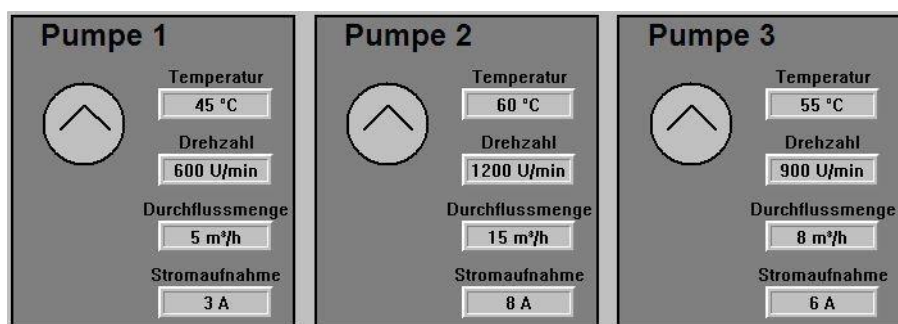 Pumpe 1
Temperatur
45 °C
Drehzahl
600 U/min
Durchflussmenge
5 m³/h
Stromaufnahme
3 A
Pumpe 2
Temperatur
60 °C
Drehzahl
1200 U/min
Durchflussmenge
15 m³/h
Stromaufnahme
8 A
Pumpe 3
Temperatur
55 °C
Drehzahl
900 U/min
Durchflussmenge
8 m³/h
Stromaufnahme
6 A